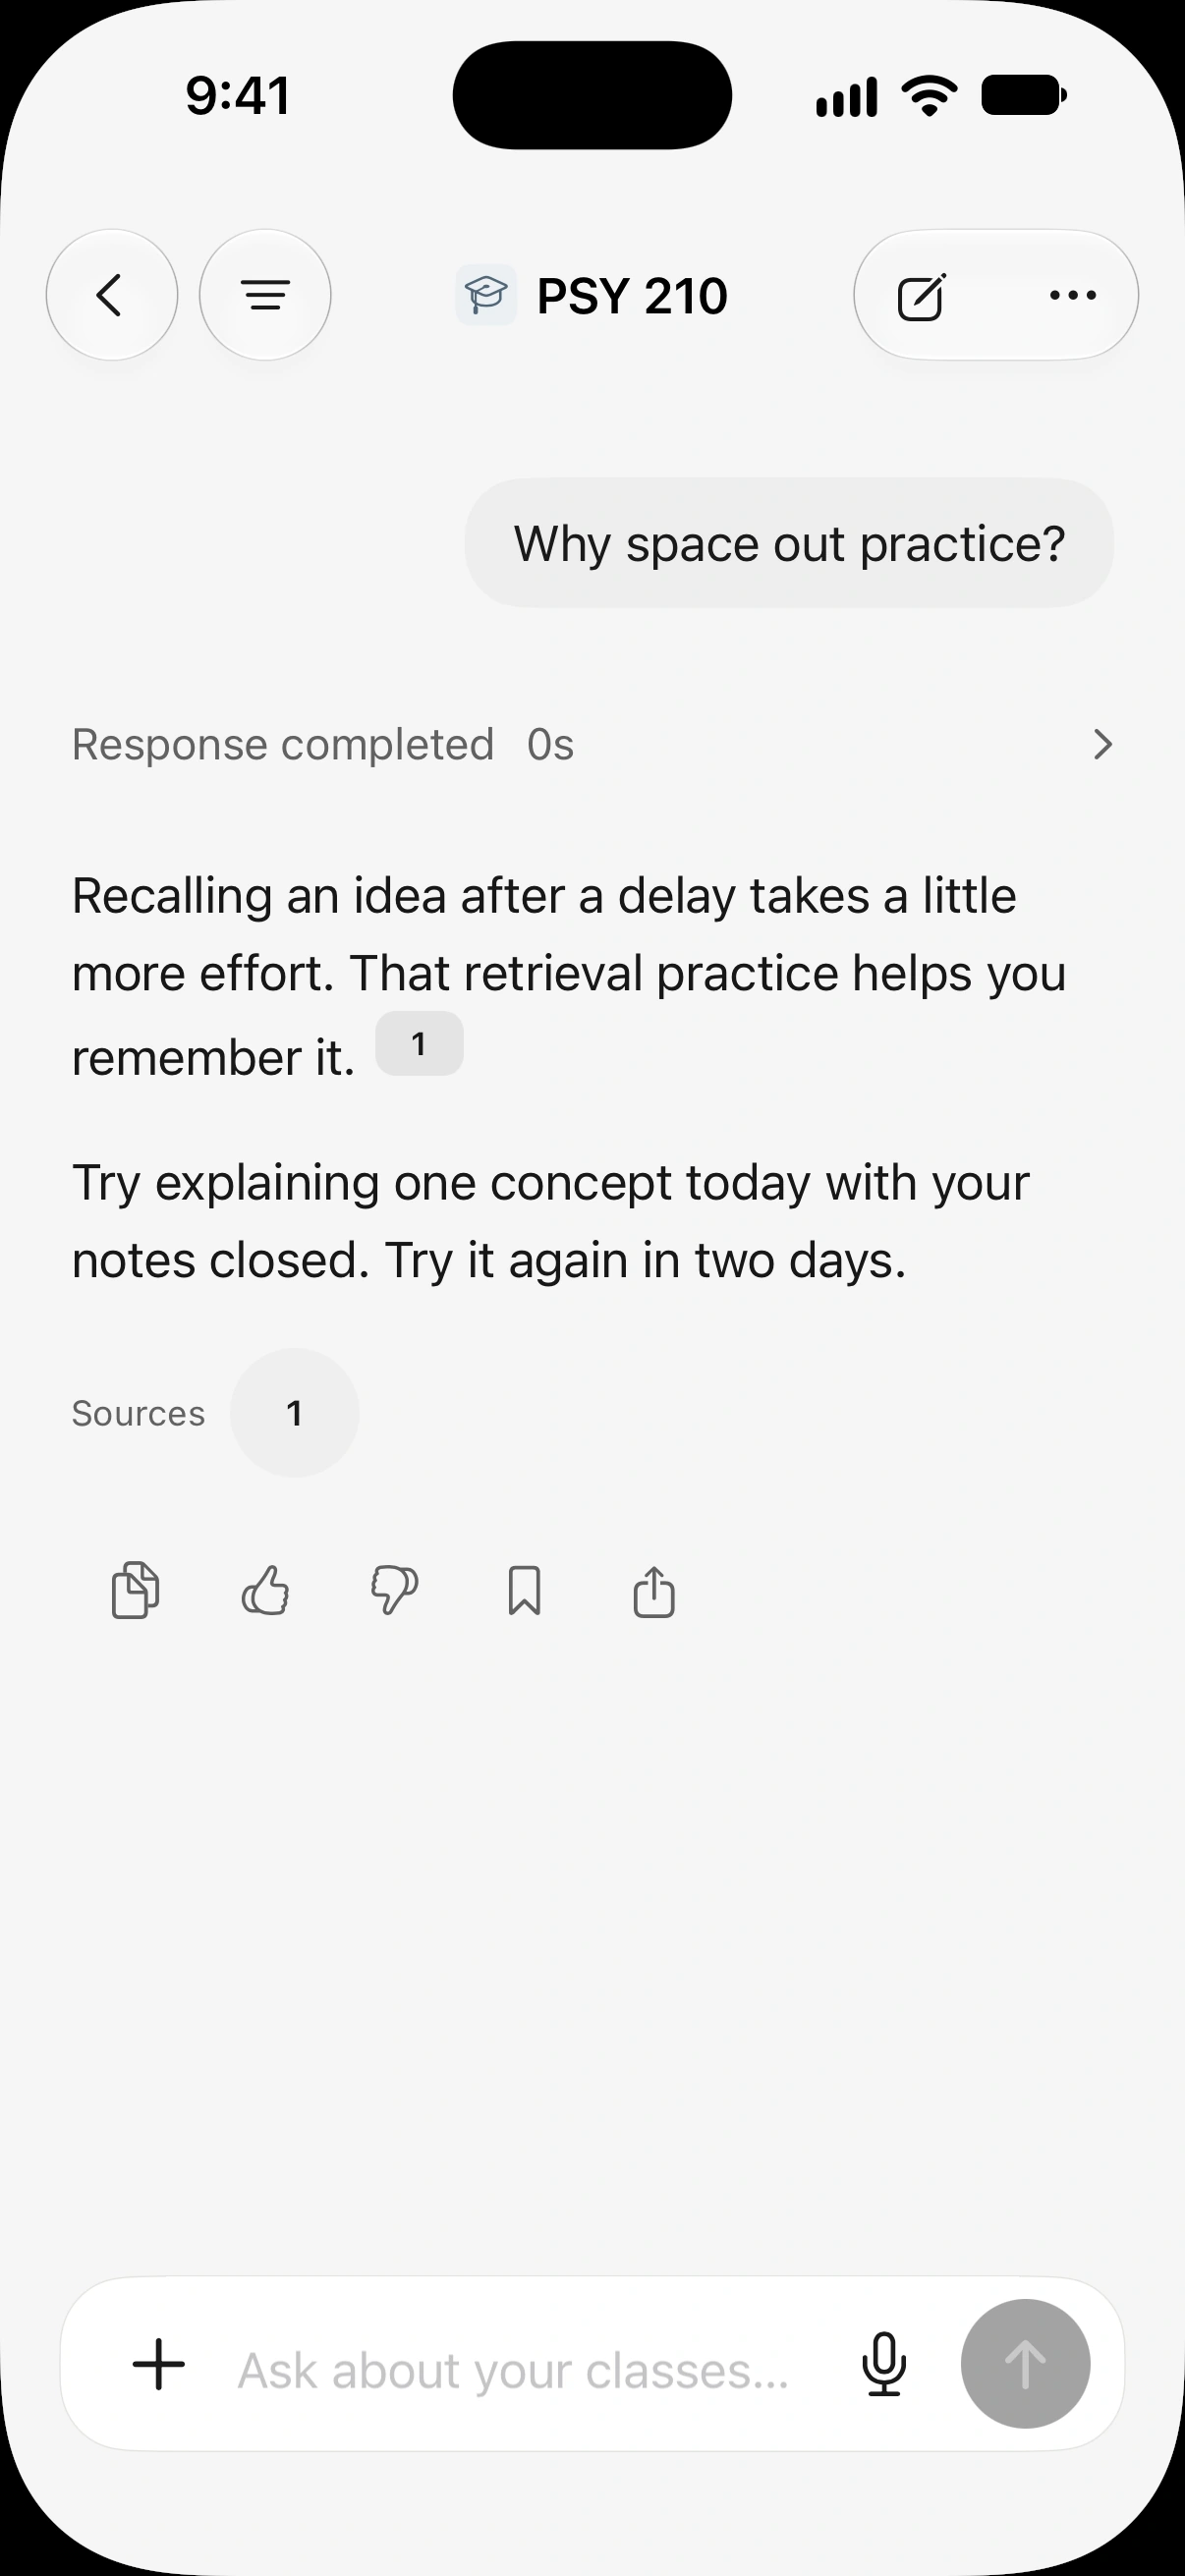 9:41
PSY 210
Why space out practice?
Response completed 0s
Recalling an idea after a delay takes a little
more effort. That retrieval practice helps you
remember it. 1
Try explaining one concept today with your
notes closed. Try it again in two days.
Sources 1
Ask about your classes...